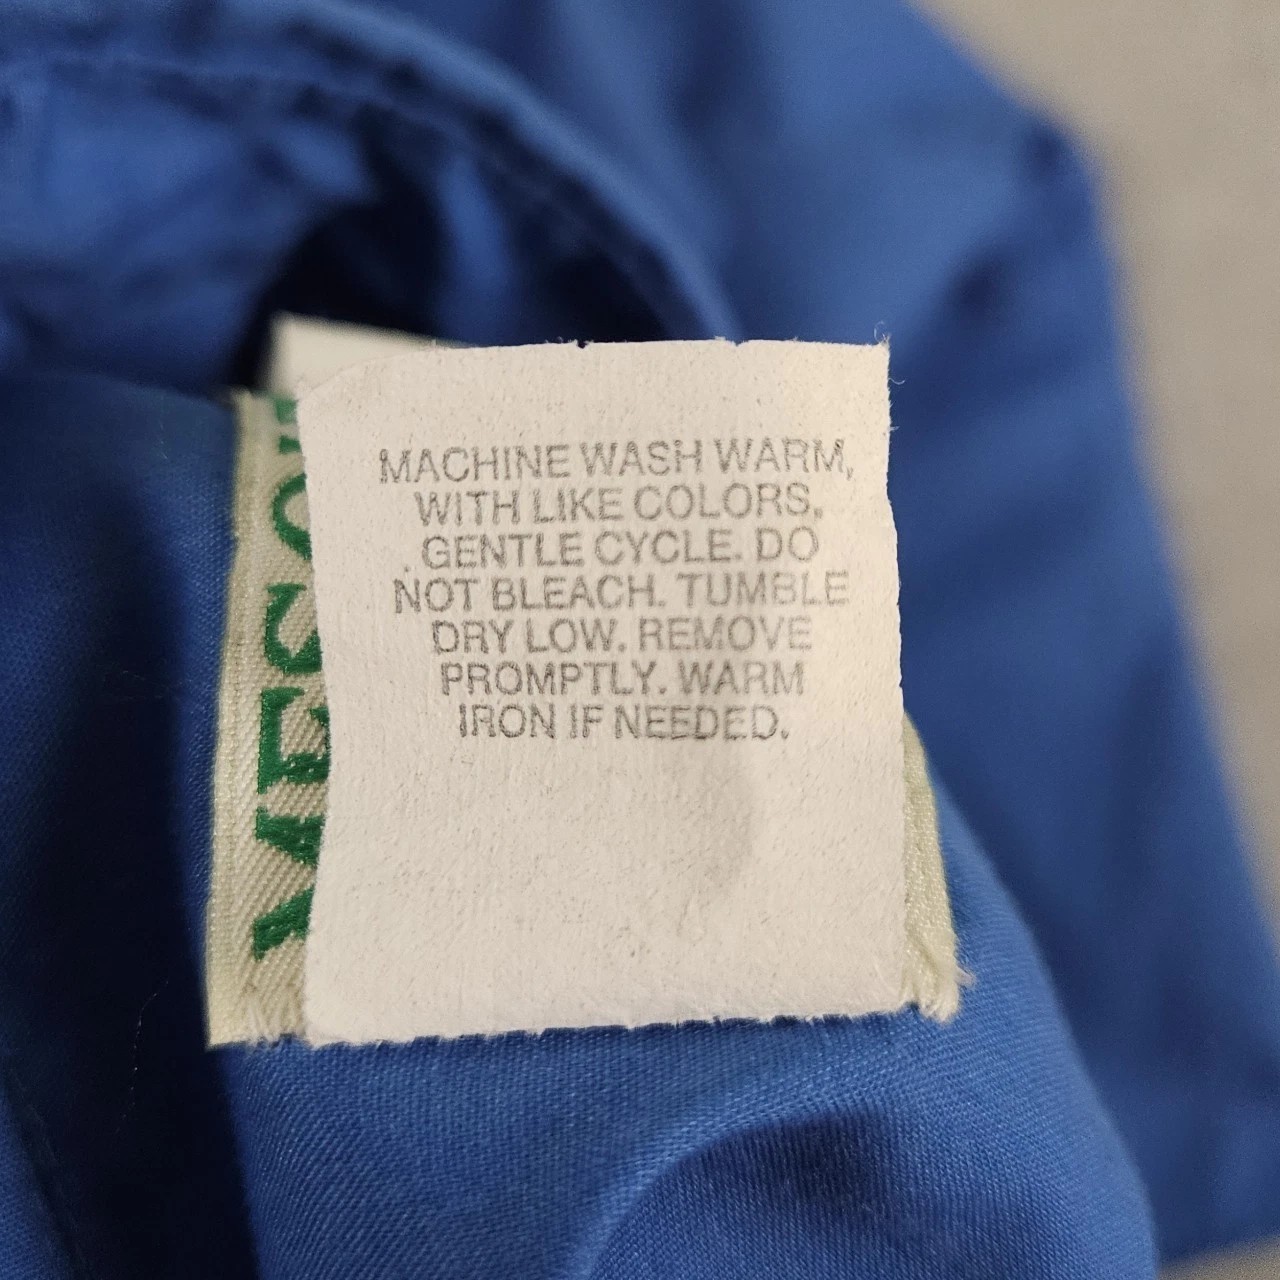 MACHINE WASH WARM,
WITH LIKE COLORS,
GENTLE CYCLE. DO
NOT BLEACH. TUMBLE
DRY LOW. REMOVE
PROMPTLY. WARM
IRON IF NEEDED.